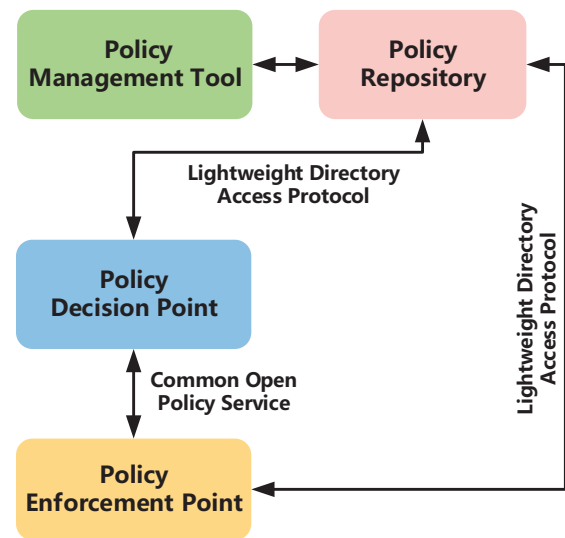 Policy
Management Tool
Policy
Repository
Lightweight Directory
Access Protocol
Policy
Decision Point
Lightweight Directory
Access Protocol
Common Open
Policy Service
Policy
Enforcement Point